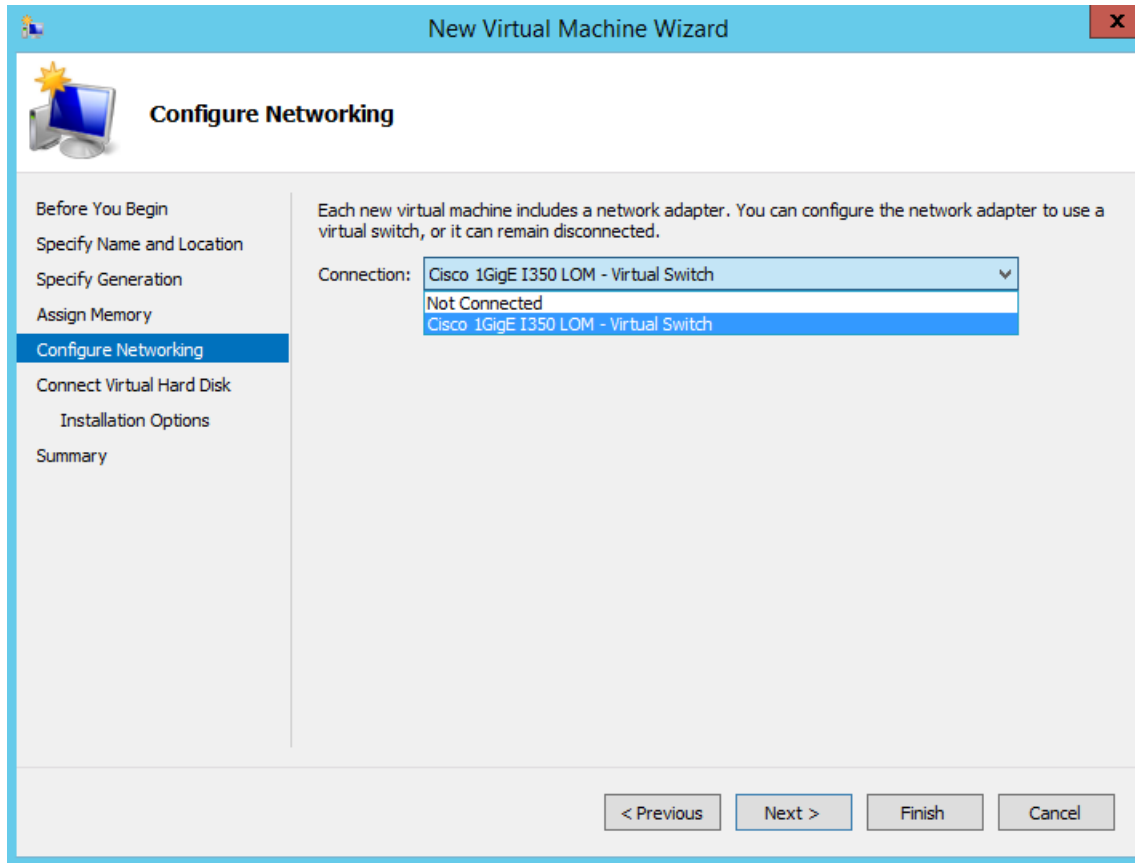 New Virtual Machine Wizard
x
Configure Networking
Before You Begin
Specify Name and Location
Specify Generation
Assign Memory
Configure Networking
Connect Virtual Hard Disk
Installation Options
Summary
Each new virtual machine includes a network adapter. You can configure the network adapter to use a
virtual switch, or it can remain disconnected.
Connection: Cisco 1GigE I350 LOM - Virtual Switch
Not Connected
Cisco 1GigE I350 LOM - Virtual Switch
< Previous
Next >
Finish
Cancel